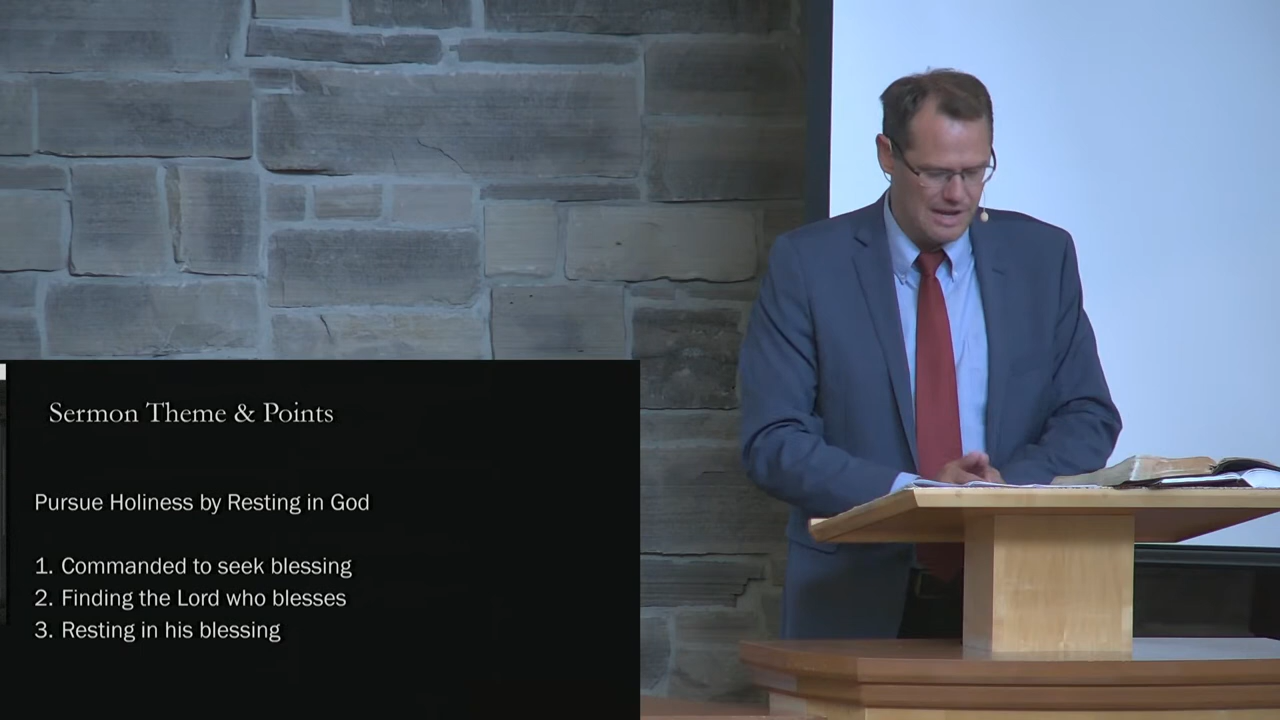 Sermon Theme & Points
Pursue Holiness by Resting in God
1. Commanded to seek blessing
2. Finding the Lord who blesses
3. Resting in his blessing